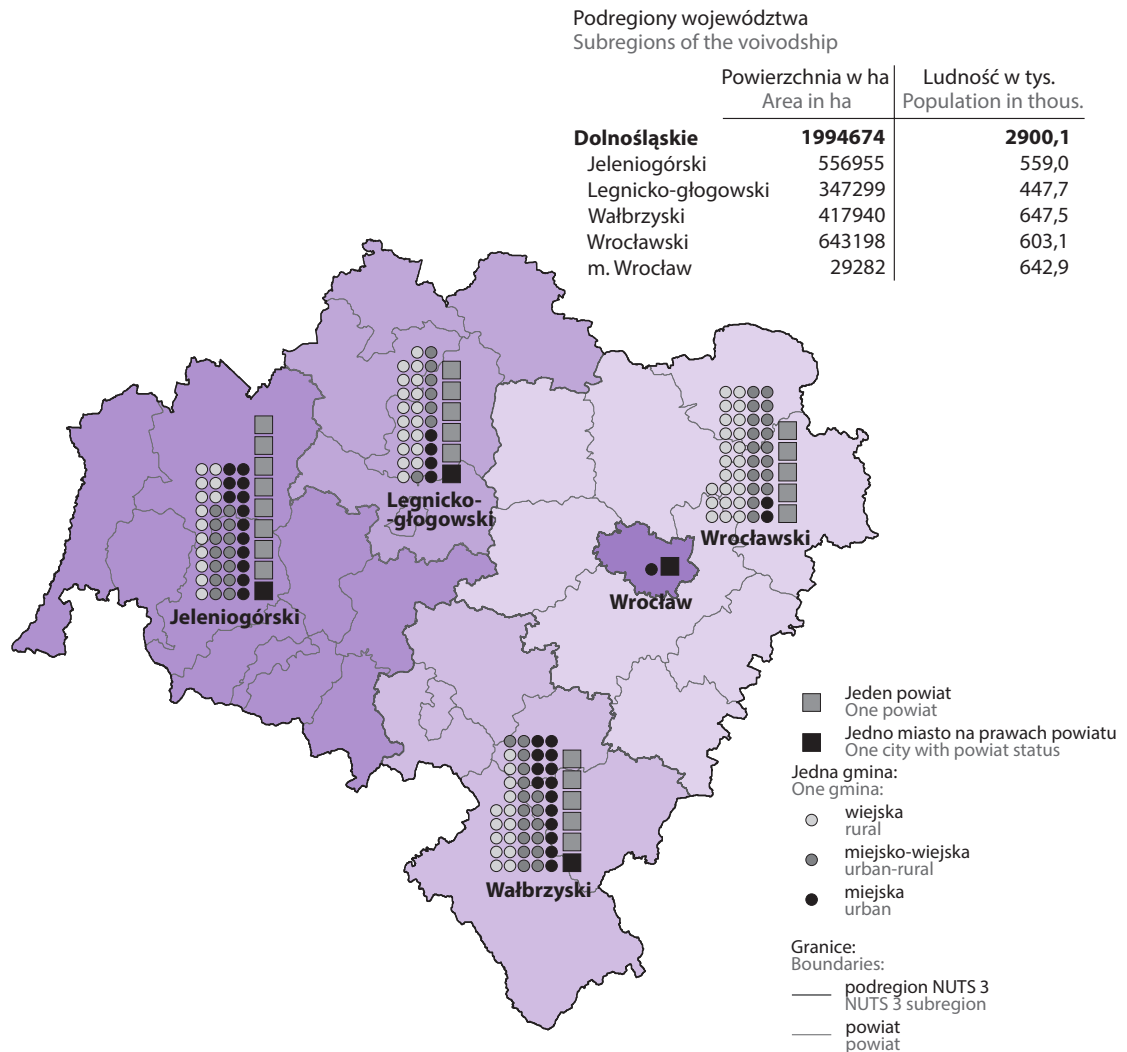 Podregiony województwa
Subregions of the voivodship
Powierzchnia w ha Ludność w tys.
Area in ha Population in thous.
Dolnośląskie 1994674 2900,1
Jeleniogórski 556955 559,0
Legnicko-głogowski 347299 447,7
Wałbrzyski 417940 647,5
Wrocławski 643198 603,1
m. Wrocław 29282 642,9
Legnicko-
-głogowski
Wrocławski
Wrocław
Jeleniogórski
Wałbrzyski
Jeden powiat
One powiat
Jedno miasto na prawach powiatu
One city with powiat status
Jedna gmina:
One gmina:
wiejska
rural
miejsko-wiejska
urban-rural
miejska
urban
Granice:
Boundaries:
podregion NUTS 3
NUTS 3 subregion
powiat
powiat